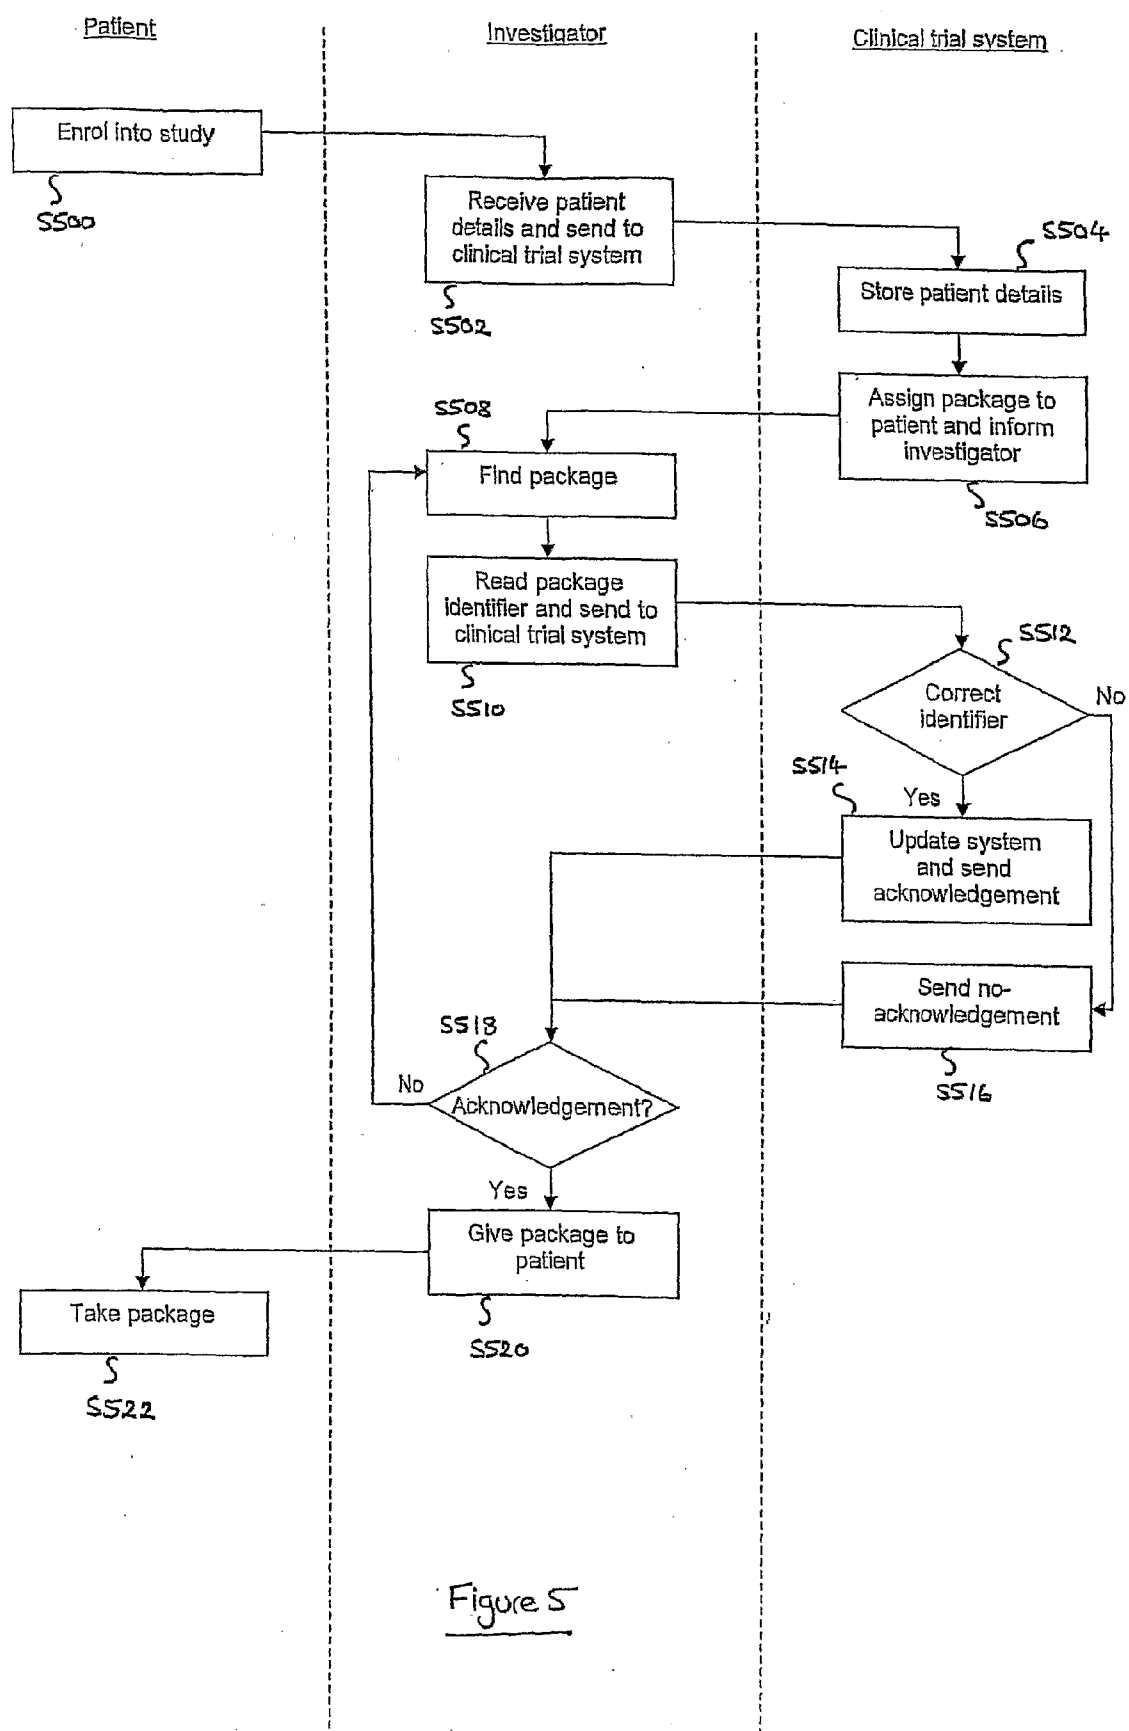 Patient
Investigator
Clinical trial system
Enrol into study
S500
Receive patient
details and send to
clinical trial system
S502
S504
Store patient details
Assign package to
patient and inform
investigator
S506
S508
Find package
Read package
identifier and send to
clinical trial system
S510
S512
Correct
identifier
No
Yes
S514
Update system
and send
acknowledgement
Send no-
acknowledgement
S516
S518
Acknowledgement?
No
Yes
Give package to
patient
S520
Take package
S522
Figure 5